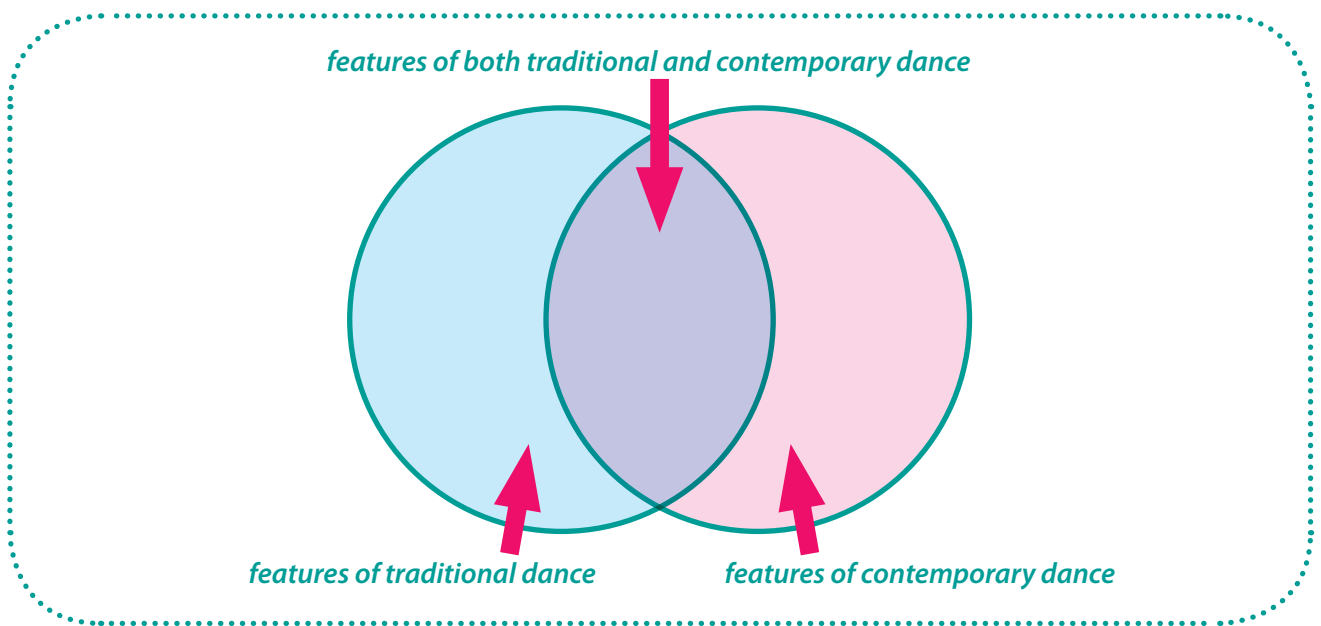 features of both traditional and contemporary dance
features of traditional dance
features of contemporary dance